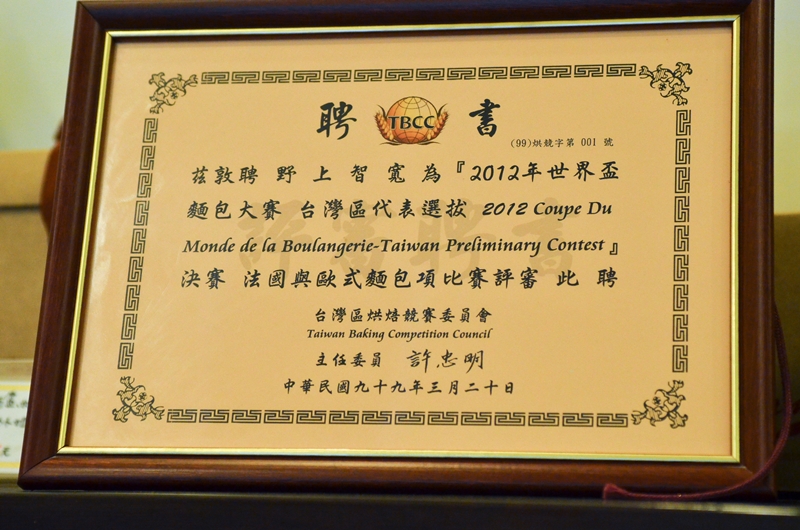 聘 TBCC 書
(99)烘競字第 001 號
茲敦聘 野 上 智 寬 為『2012年世界盃
麵包大賽 台灣區代表選拔 2012 Coupe Du
Monde de la Boulangerie-Taiwan Preliminary Contest 』
決賽 法國與歐式麵包項比賽評審 此 聘
台灣區烘焙競賽委員會
Taiwan Baking Competition Council
主任委員 許忠明
中華民國九十九年三月二十日